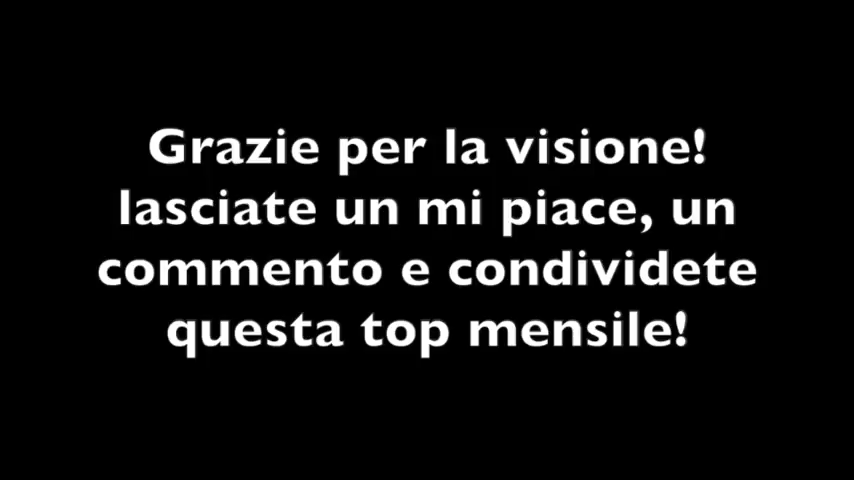 Grazie per la visione!
lasciate un mi piace, un
commento e condividete
questa top mensile!